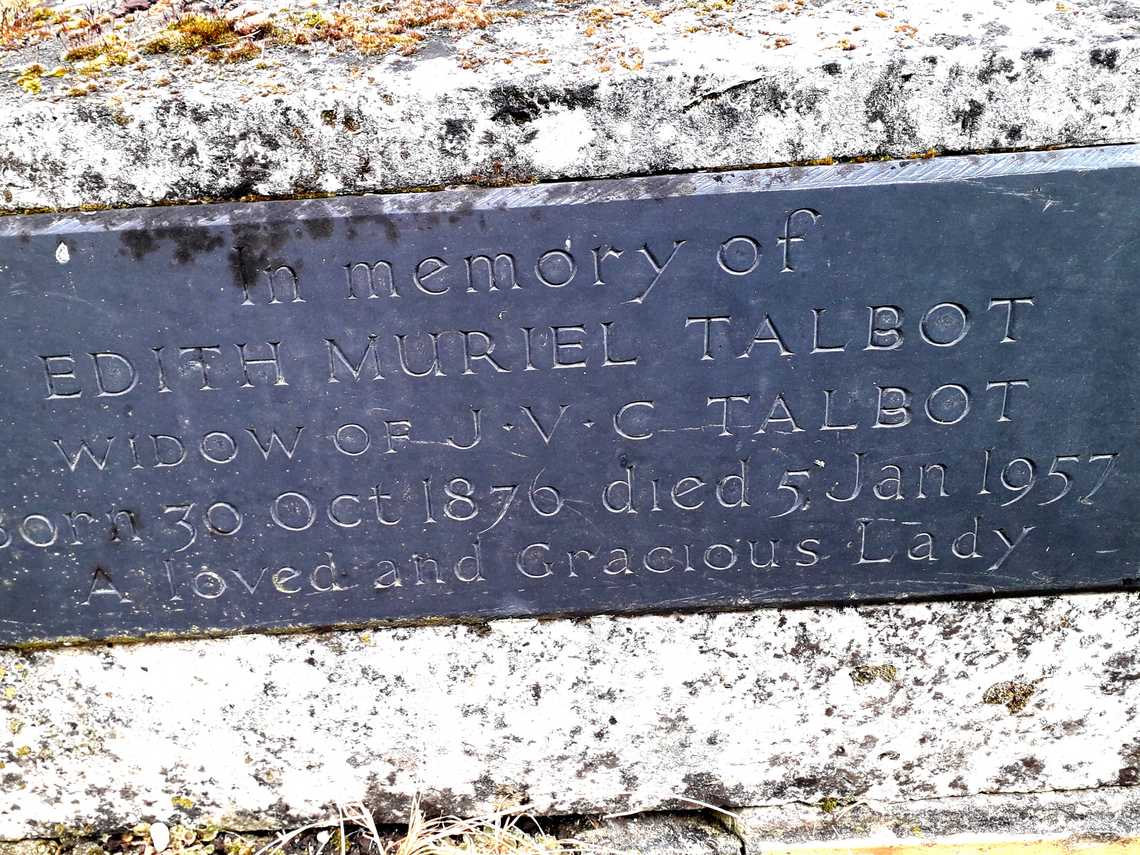 In memory of
EDITH MURIEL TALBOT
WIDOW OF J·V·C TALBOT
born 30 Oct 1876 died 5 Jan 1957
A loved and Gracious Lady